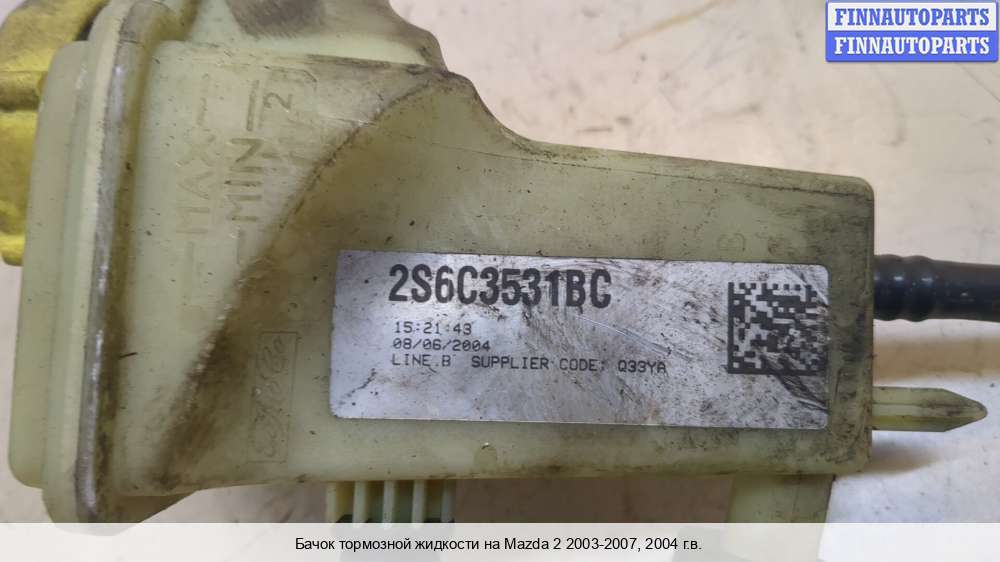 FINNAUTOPARTS
FINNAUTOPARTS
MAX
MIN
2
2S6C3531BC
15:21:43
08/06/2004
LINE B SUPPLIER CODE: Q33YA
Бачок тормозной жидкости на Mazda 2 2003-2007, 2004 г.в.